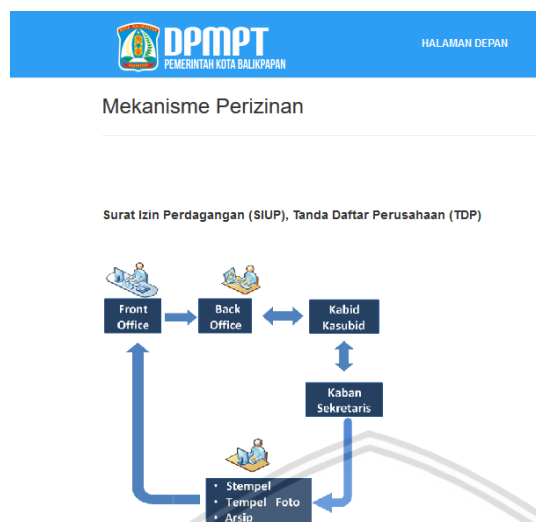 DPMPT
PEMERINTAH KOTA BALIKPAPAN
HALAMAN DEPAN
Mekanisme Perizinan
Surat Izin Perdagangan (SIUP), Tanda Daftar Perusahaan (TDP)
Front
Office
Back
Office
Kabid
Kasubid
Kaban
Sekretaris
• Stempel
• Tempel Foto
• Arsip